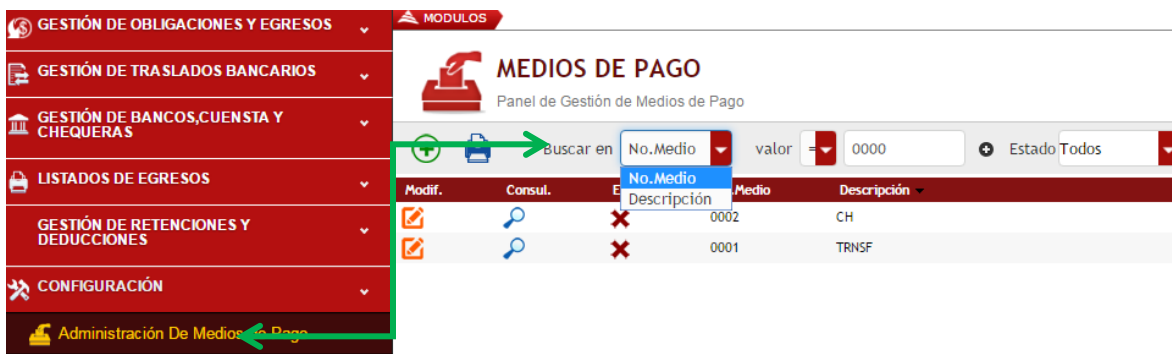 GESTIÓN DE OBLIGACIONES Y EGRESOS
GESTIÓN DE TRASLADOS BANCARIOS
GESTIÓN DE BANCOS,CUENSTA Y
CHEQUERAS
LISTADOS DE EGRESOS
GESTIÓN DE RETENCIONES Y
DEDUCCIONES
CONFIGURACIÓN
Administración De Medios de Pago
MODULOS
MEDIOS DE PAGO
Panel de Gestión de Medios de Pago
Buscar en No.Medio valor = 0000 Estado Todos
No.Medio
Descripción
Modif. Consul. Medio Descripción
0002 CH
0001 TRNSF